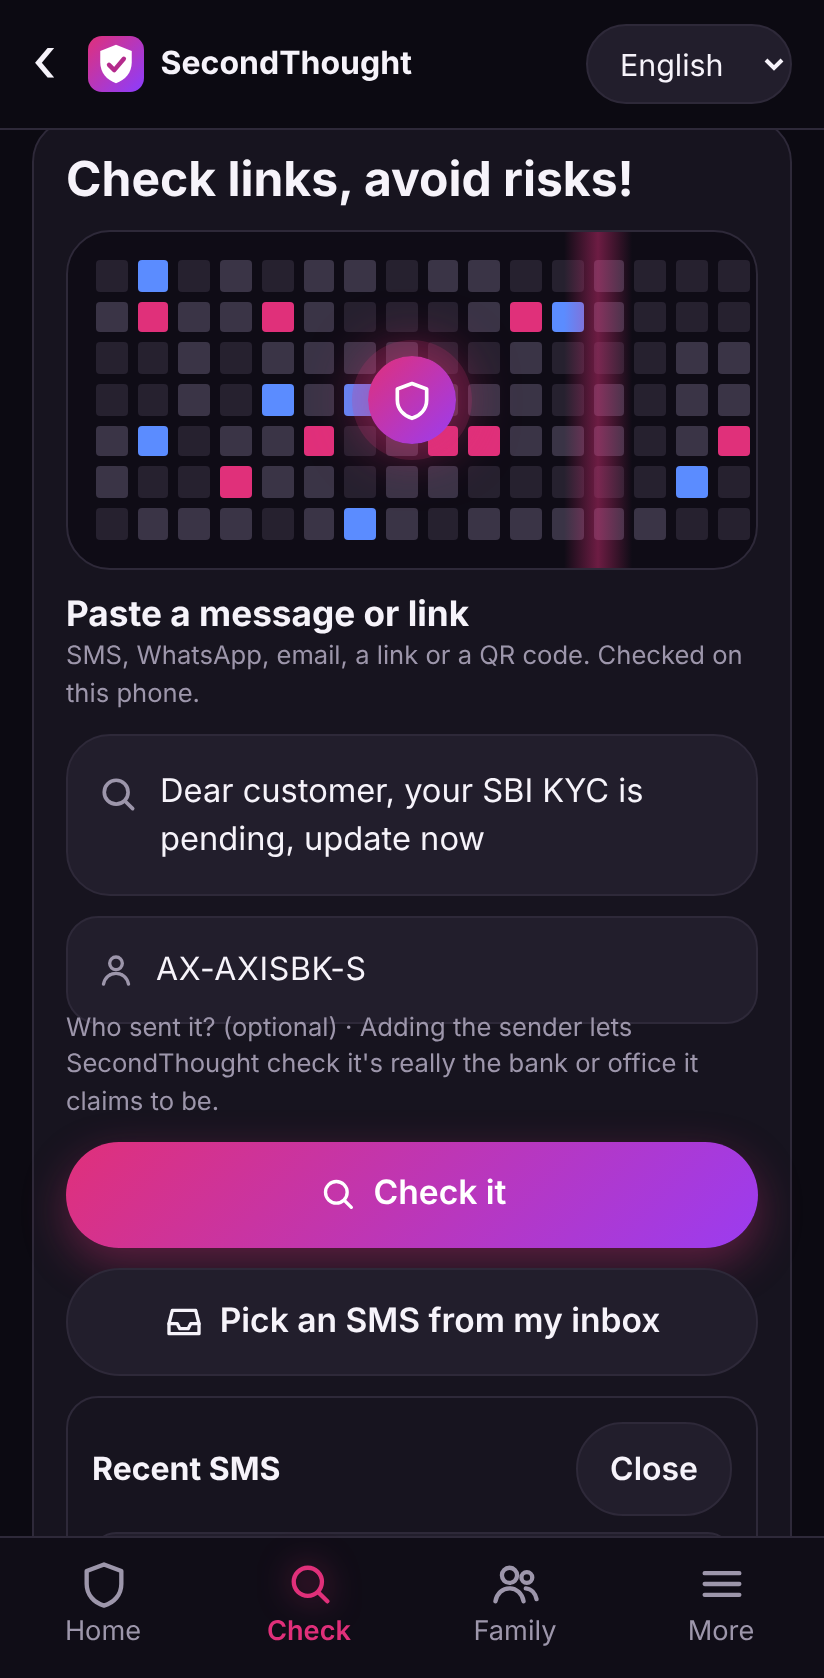 SecondThought
English
Check links, avoid risks!
Paste a message or link
SMS, WhatsApp, email, a link or a QR code. Checked on
this phone.
Dear customer, your SBI KYC is
pending, update now
AX-AXISBK-S
Who sent it? (optional) · Adding the sender lets
SecondThought check it's really the bank or office it
claims to be.
Check it
Pick an SMS from my inbox
Recent SMS
Close
Home
Check
Family
More